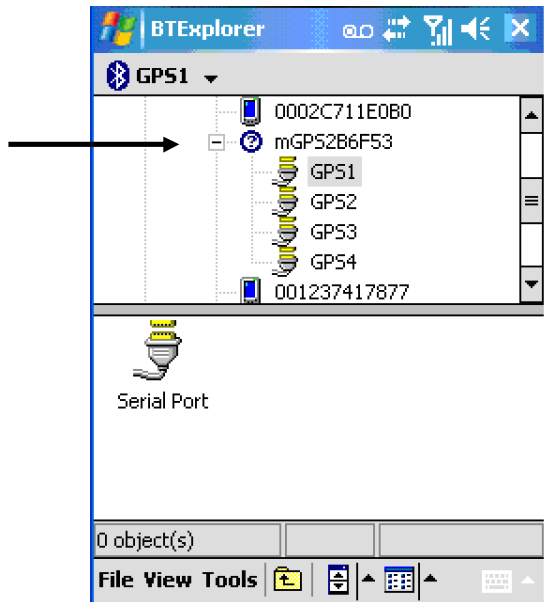 BTExplorer
GPS1
0002C711E0B0
mGPS2B6F53
GPS1
GPS2
GPS3
GPS4
001237417877
Serial Port
0 object(s)
File View Tools